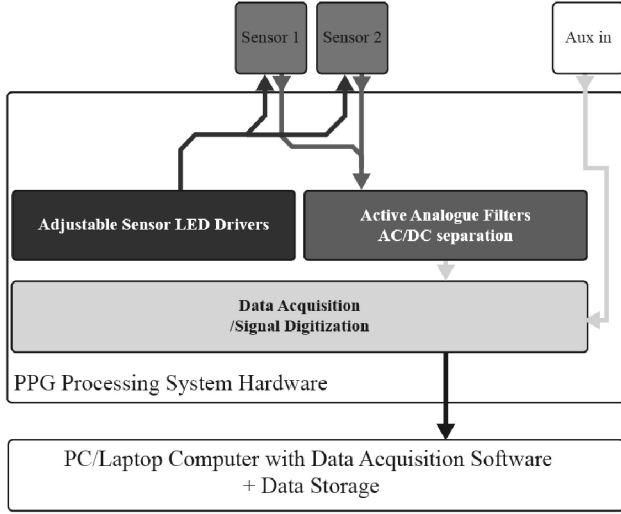 Sensor 1
Sensor 2
Aux in
Adjustable Sensor LED Drivers
Active Analogue Filters
AC/DC separation
Data Acquisition
/Signal Digitization
PPG Processing System Hardware
PC/Laptop Computer with Data Acquisition Software
+ Data Storage